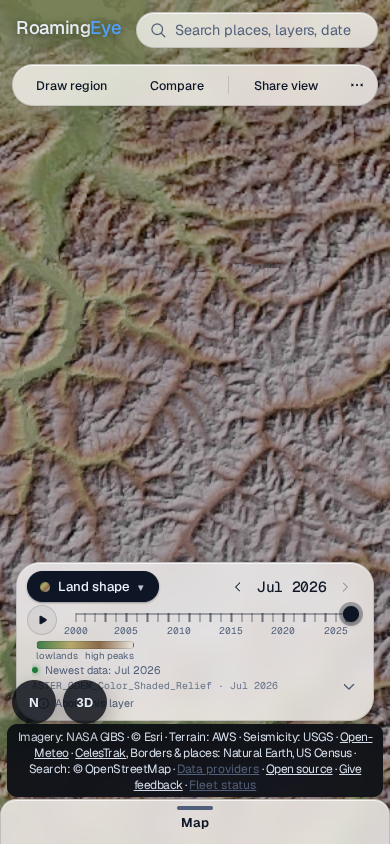 RoamingEye
Search places, layers, date
Draw region
Compare
Share view
Land shape
Jul 2026
2000 2005 2010 2015 2020 2025
lowlands high peaks
Newest data: Jul 2026
Color_Shaded_Relief · Jul 2026
N
3D
layer
Imagery: NASA GIBS · © Esri · Terrain: AWS · Seismicity: USGS · Open-
Meteo · CelesTrak, Borders & places: Natural Earth, US Census ·
Search: © OpenStreetMap · Data providers · Open source · Give
feedback · Fleet status
Map